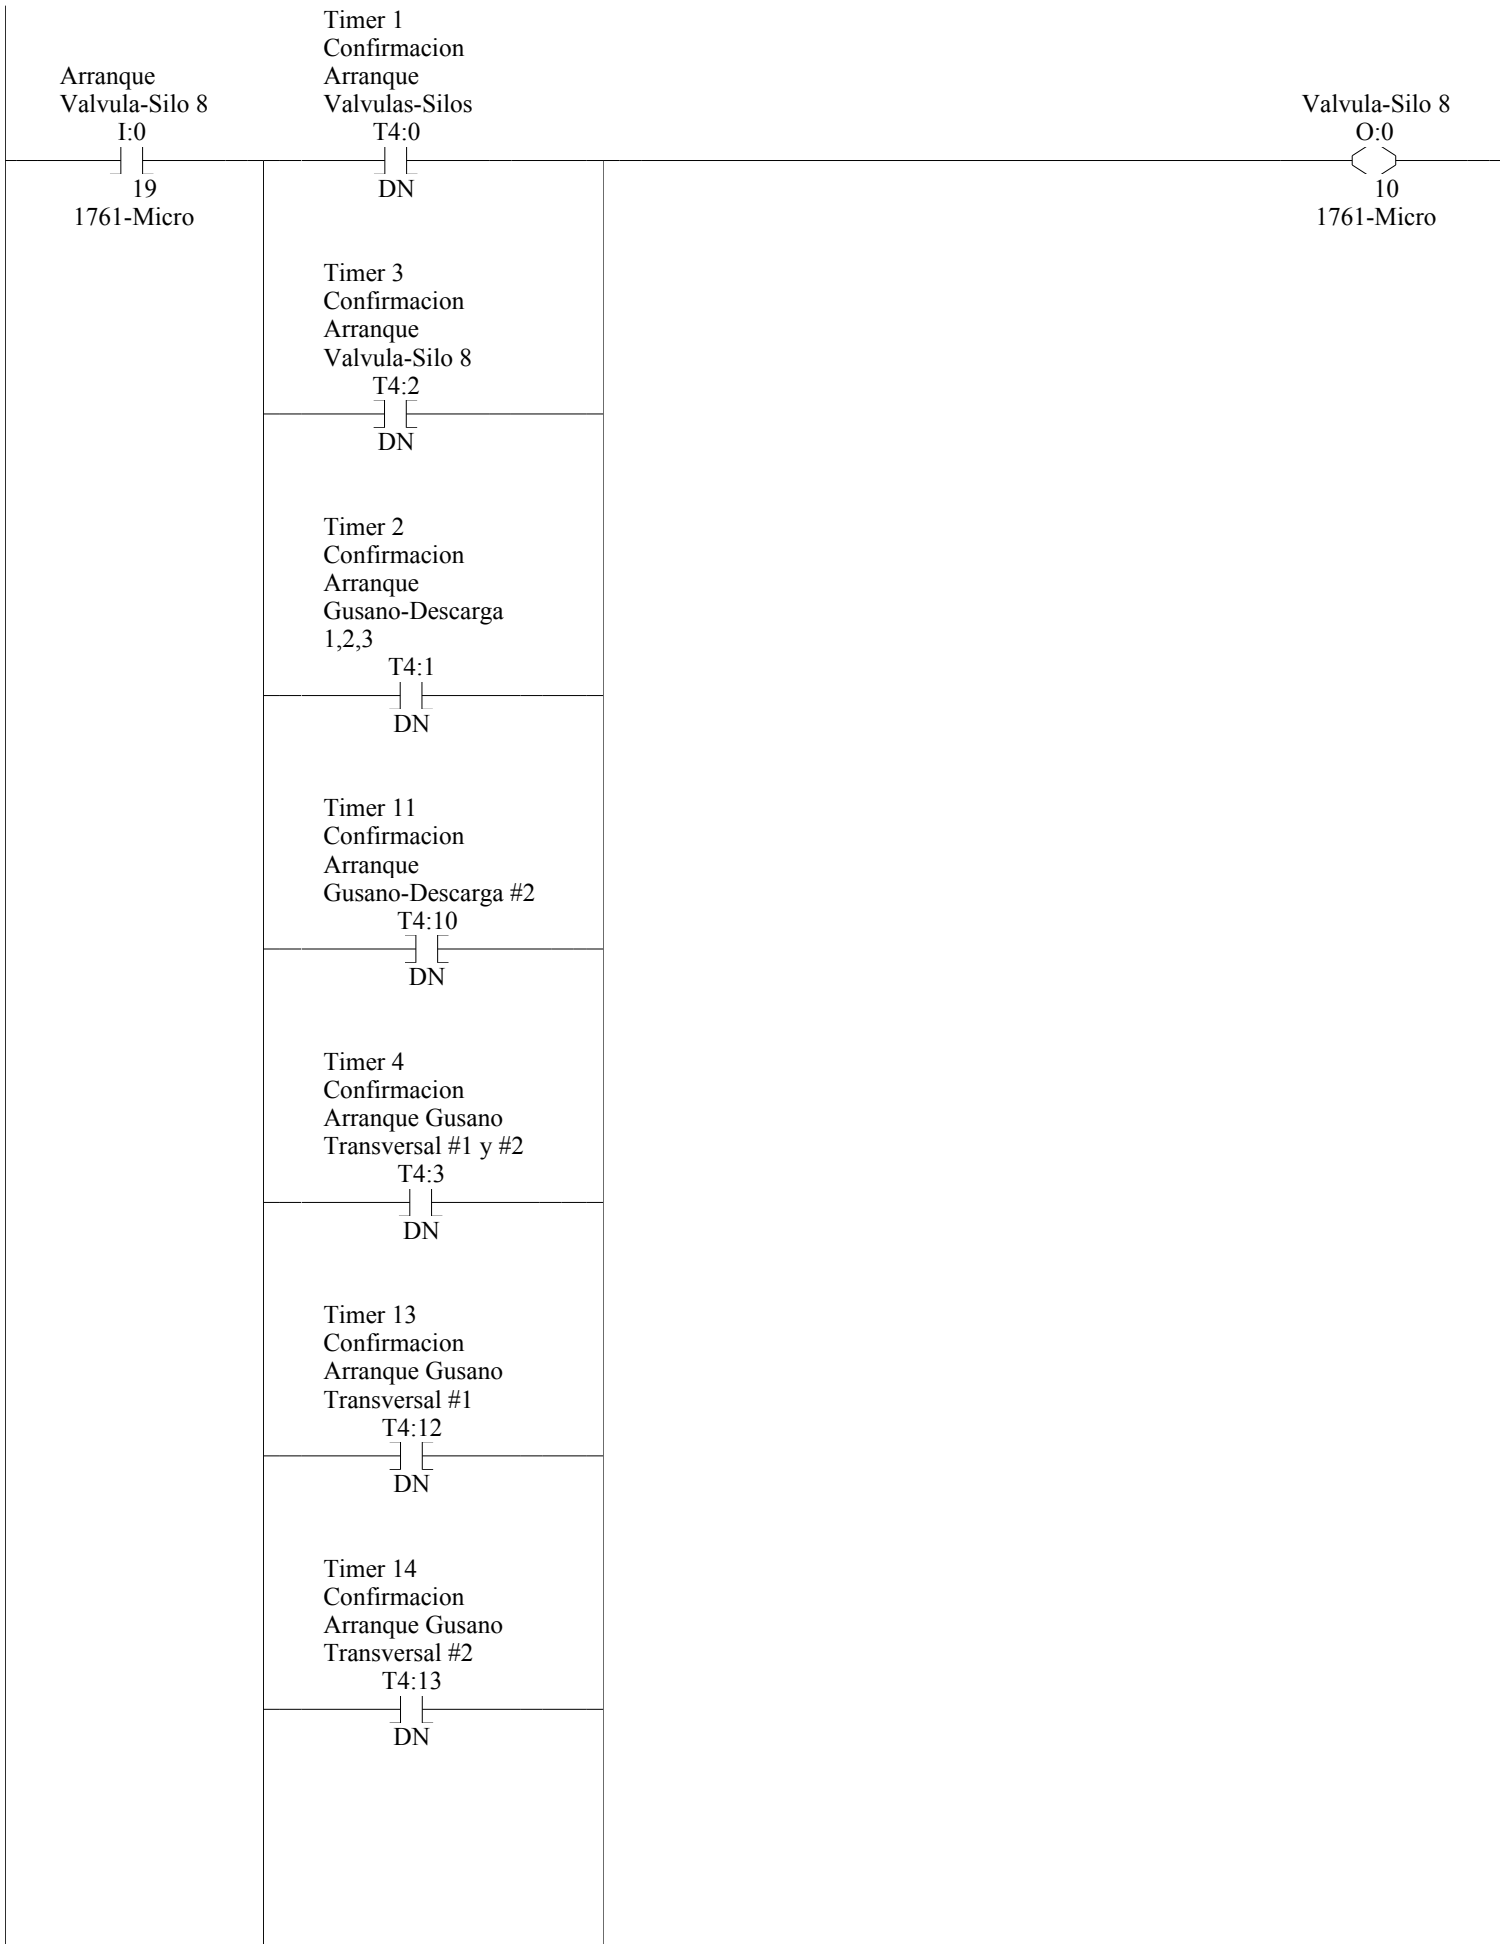 Arranque
Valvula-Silo 8
I:0
19
1761-Micro
Timer 1
Confirmacion
Arranque
Valvulas-Silos
T4:0
DN
Valvula-Silo 8
O:0
10
1761-Micro
Timer 3
Confirmacion
Arranque
Valvula-Silo 8
T4:2
DN
Timer 2
Confirmacion
Arranque
Gusano-Descarga
1,2,3
T4:1
DN
Timer 11
Confirmacion
Arranque
Gusano-Descarga #2
T4:10
DN
Timer 4
Confirmacion
Arranque Gusano
Transversal #1 y #2
T4:3
DN
Timer 13
Confirmacion
Arranque Gusano
Transversal #1
T4:12
DN
Timer 14
Confirmacion
Arranque Gusano
Transversal #2
T4:13
DN